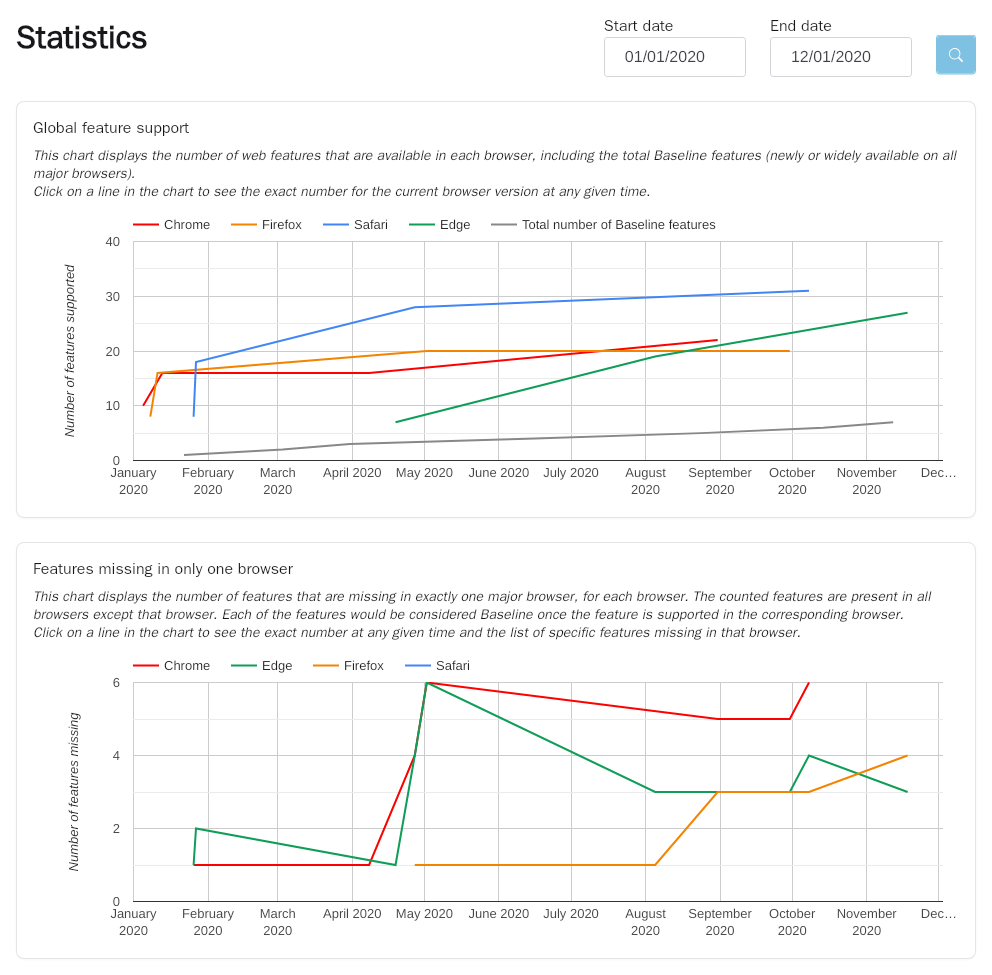 Statistics
Start date
End date
01/01/2020
12/01/2020
Global feature support
This chart displays the number of web features that are available in each browser, including the total Baseline features (newly or widely available on all
major browsers).
Click on a line in the chart to see the exact number for the current browser version at any given time.
Chrome Firefox Safari Edge Total number of Baseline features
Number of features supported
40
30
20
10
0
January February March April 2020 May 2020 June 2020 July 2020 August September October November Dec...
2020 2020 2020 2020 2020 2020 2020
Features missing in only one browser
This chart displays the number of features that are missing in exactly one major browser, for each browser. The counted features are present in all
browsers except that browser. Each of the features would be considered Baseline once the feature is supported in the corresponding browser.
Click on a line in the chart to see the exact number at any given time and the list of specific features missing in that browser.
Chrome Edge Firefox Safari
Number of features missing
6
4
2
0
January February March April 2020 May 2020 June 2020 July 2020 August September October November Dec...
2020 2020 2020 2020 2020 2020 2020